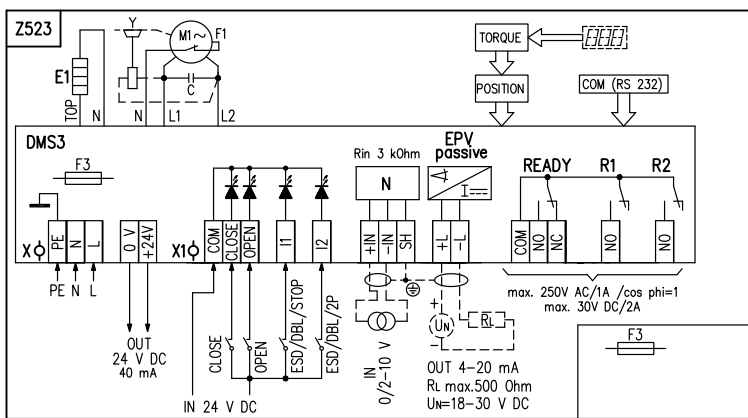 Z523
Y
M1~
F1
E1
C
TOP
N
N
L1
L2
TORQUE
POSITION
COM (RS 232)
DMS3
F3
Rin 3 kOhm
N
EPV
passive
I
READY
R1
R2
X
PE
N
L
0 V
+24V
X1
COM
CLOSE
OPEN
I1
I2
+IN
-IN
SH
+L
-L
COM
NO
NC
NO
NO
PE N L
OUT
24 V DC
40 mA
CLOSE
OPEN
ESD/DBL/STOP
ESD/DBL/2P
IN 24 V DC
IN
0/2-10 V
+
UN
-
RL
OUT 4-20 mA
RL max.500 Ohm
UN=18-30 V DC
max. 250V AC/1A /cos phi=1
max. 30V DC/2A
F3